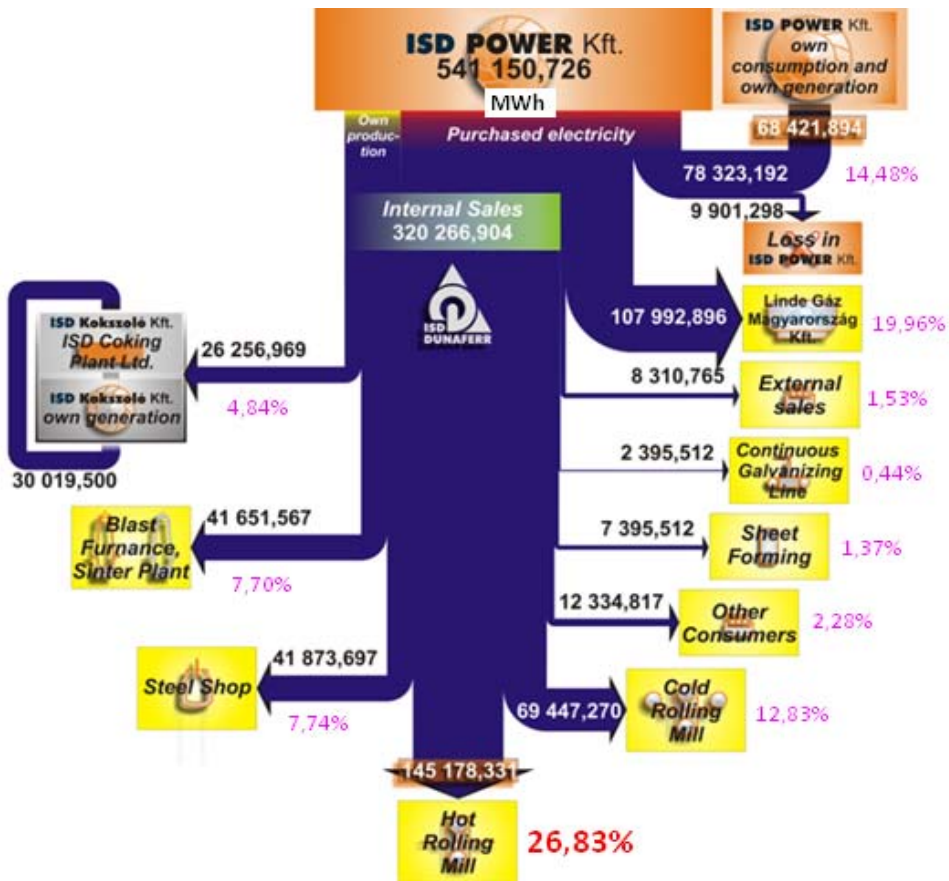 ISD POWER Kft.
541 150,726
MWh
ISD POWER Kft.
own
consumption and
own generation
68 421,894
Own
produc-
tion
Purchased electricity
78 323,192
14,48%
9 901,298
Loss in
ISD POWER Kft.
Internal Sales
320 266,904
ISD
DUNAFERR
107 992,896
Linde Gáz
Magyarország
Kft.
19,96%
ISD Kokszoló Kft.
ISD Coking
Plant Ltd.
26 256,969
4,84%
ISD Kokszoló Kft.
own generation
30 019,500
8 310,765
External
sales
1,53%
2 395,512
Continuous
Galvanizing
Line
0,44%
Blast
Furnance,
Sinter Plant
41 651,567
7,70%
7 395,512
Sheet
Forming
1,37%
12 334,817
Other
Consumers
2,28%
Steel Shop
41 873,697
7,74%
69 447,270
Cold
Rolling
Mill
12,83%
145 178,331
Hot
Rolling
Mill
26,83%